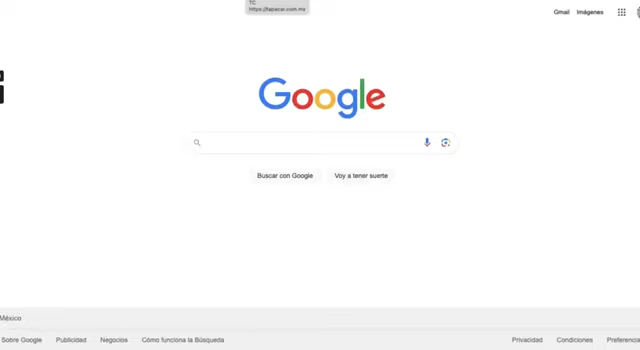 TC
https://tapacar.com.mx
Gmail
Imágenes
Google
Buscar con Google
Voy a tener suerte
México
Sobre Google
Publicidad
Negocios
Cómo funciona la Búsqueda
Privacidad
Condiciones
Preferencia